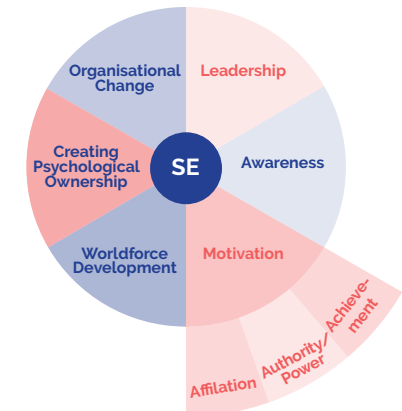 Organisational
Change
Leadership
Creating
Psychological
Ownership
SE
Awareness
Worldforce
Development
Motivation
Affilation
Authority/
Power
Achieve-
ment